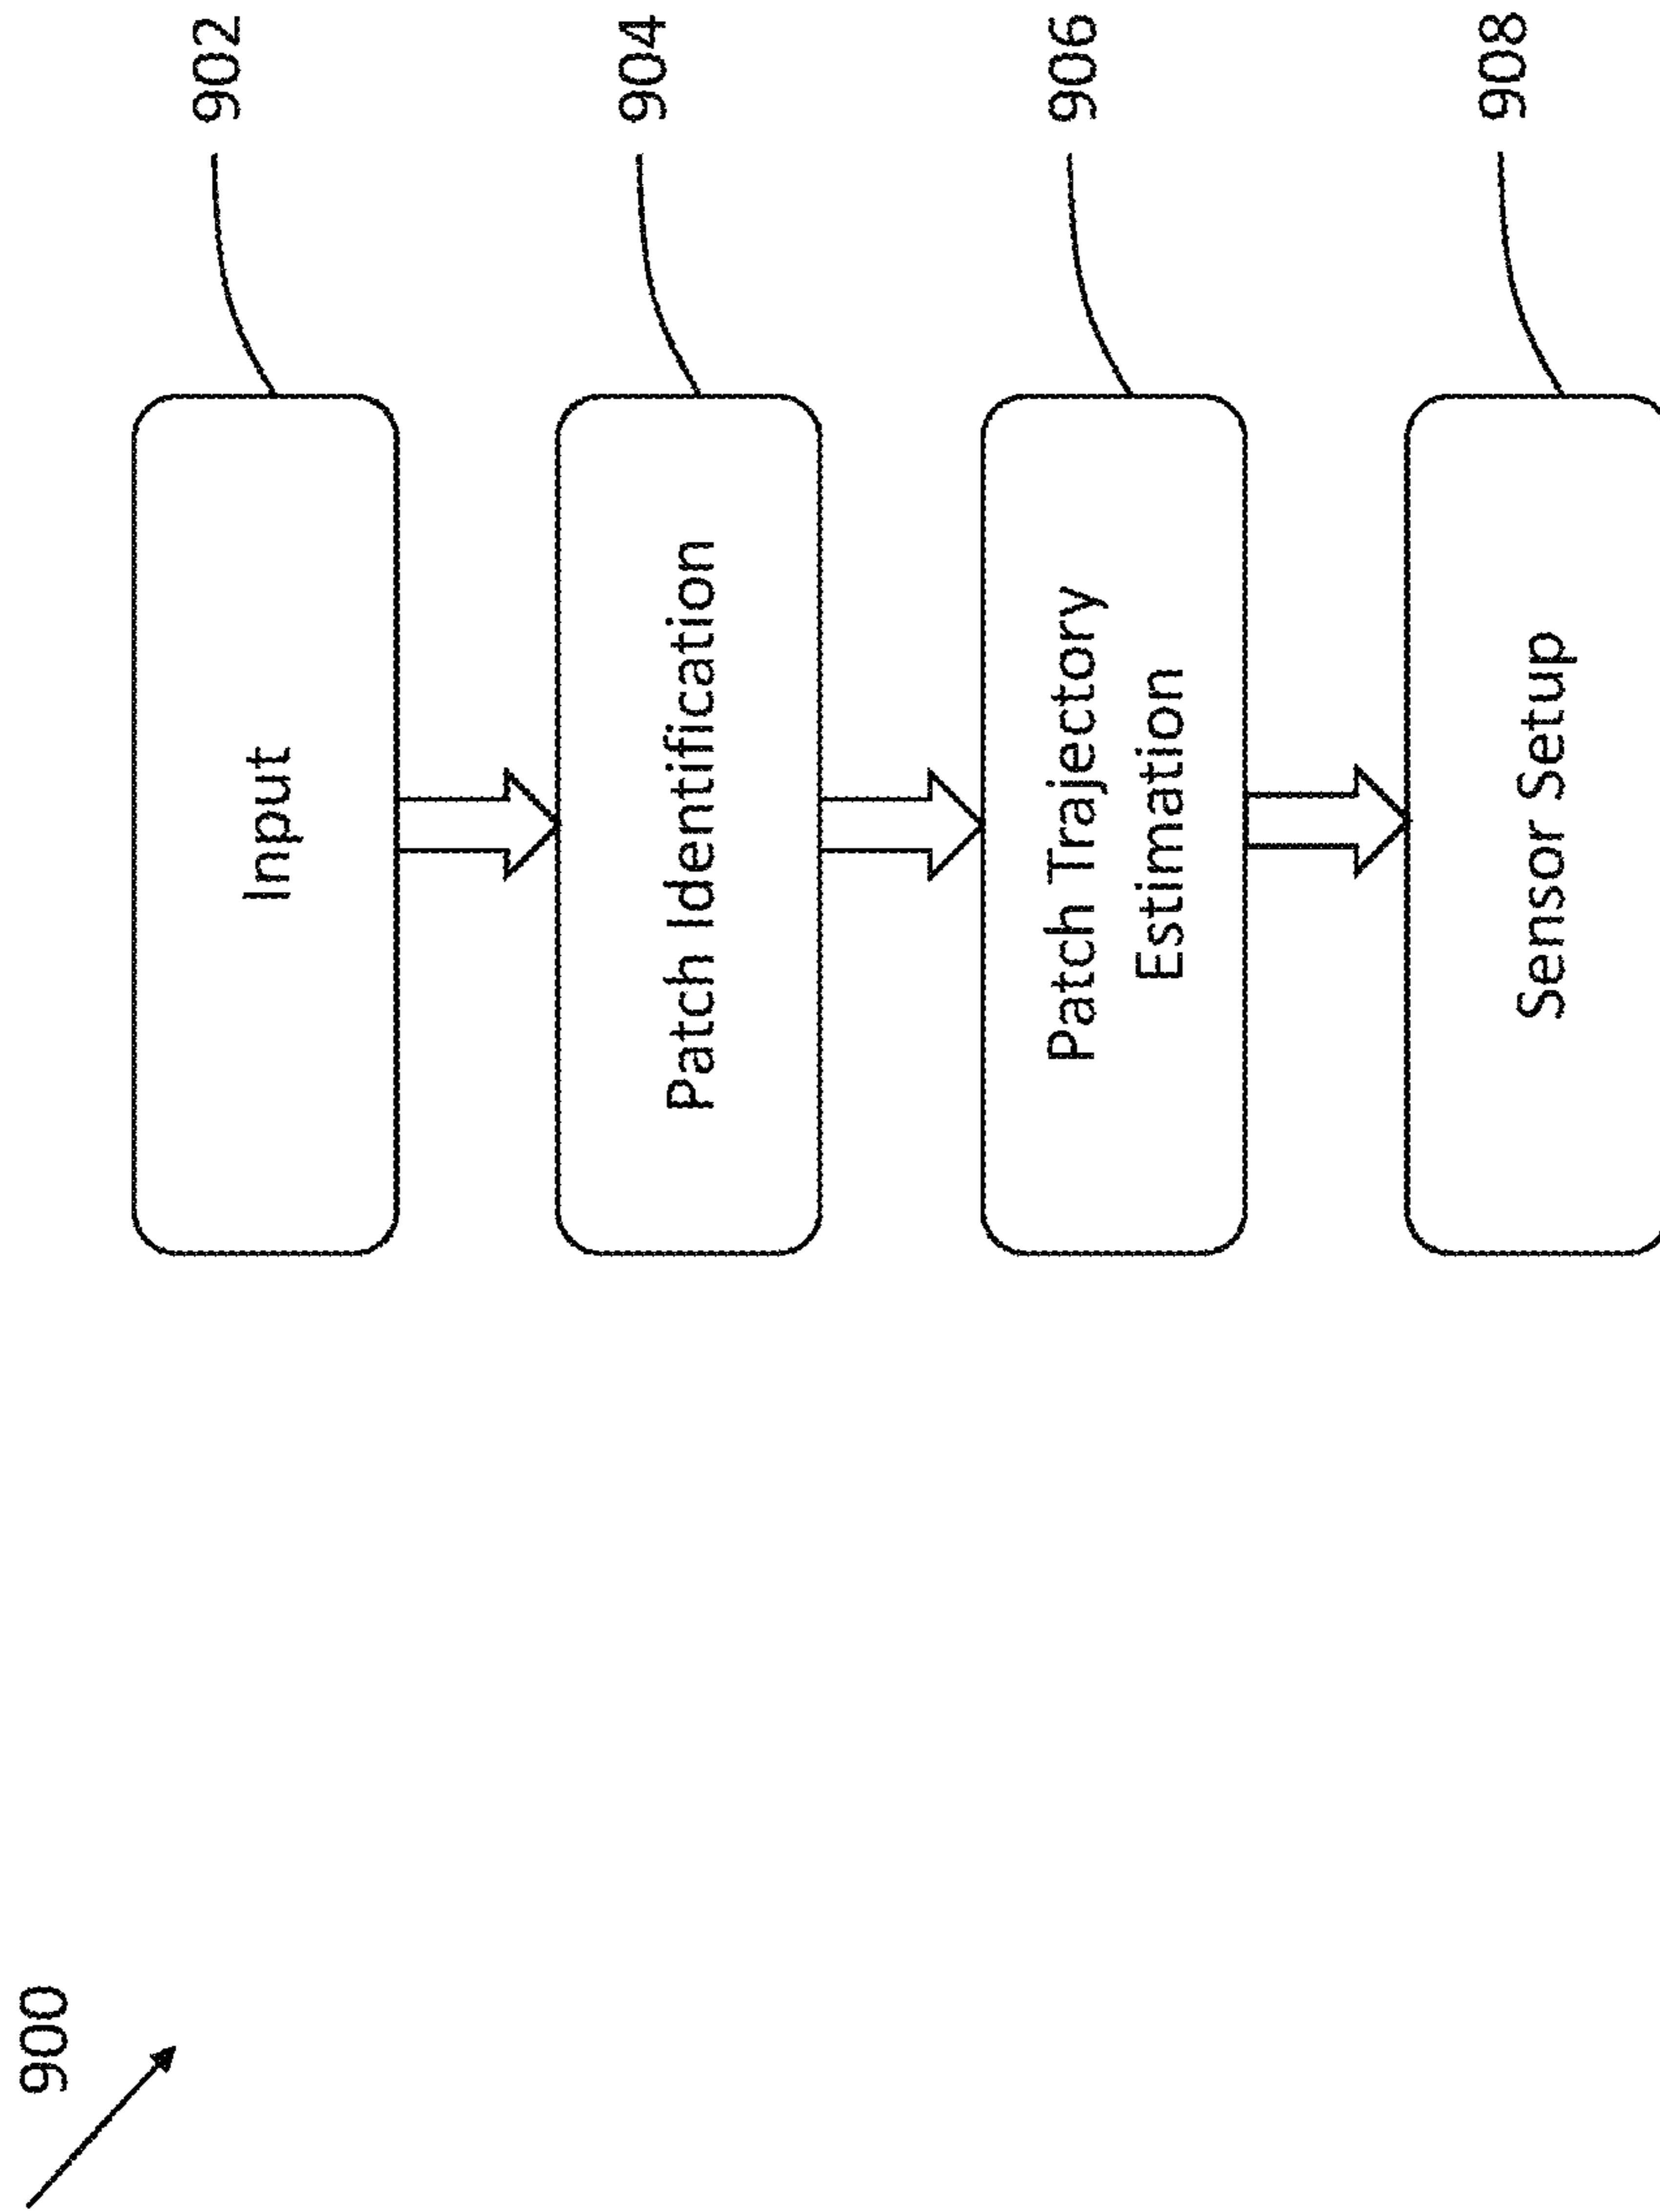 900
Input
902
Patch Identification
904
Patch Trajectory
Estimation
906
Sensor Setup
908